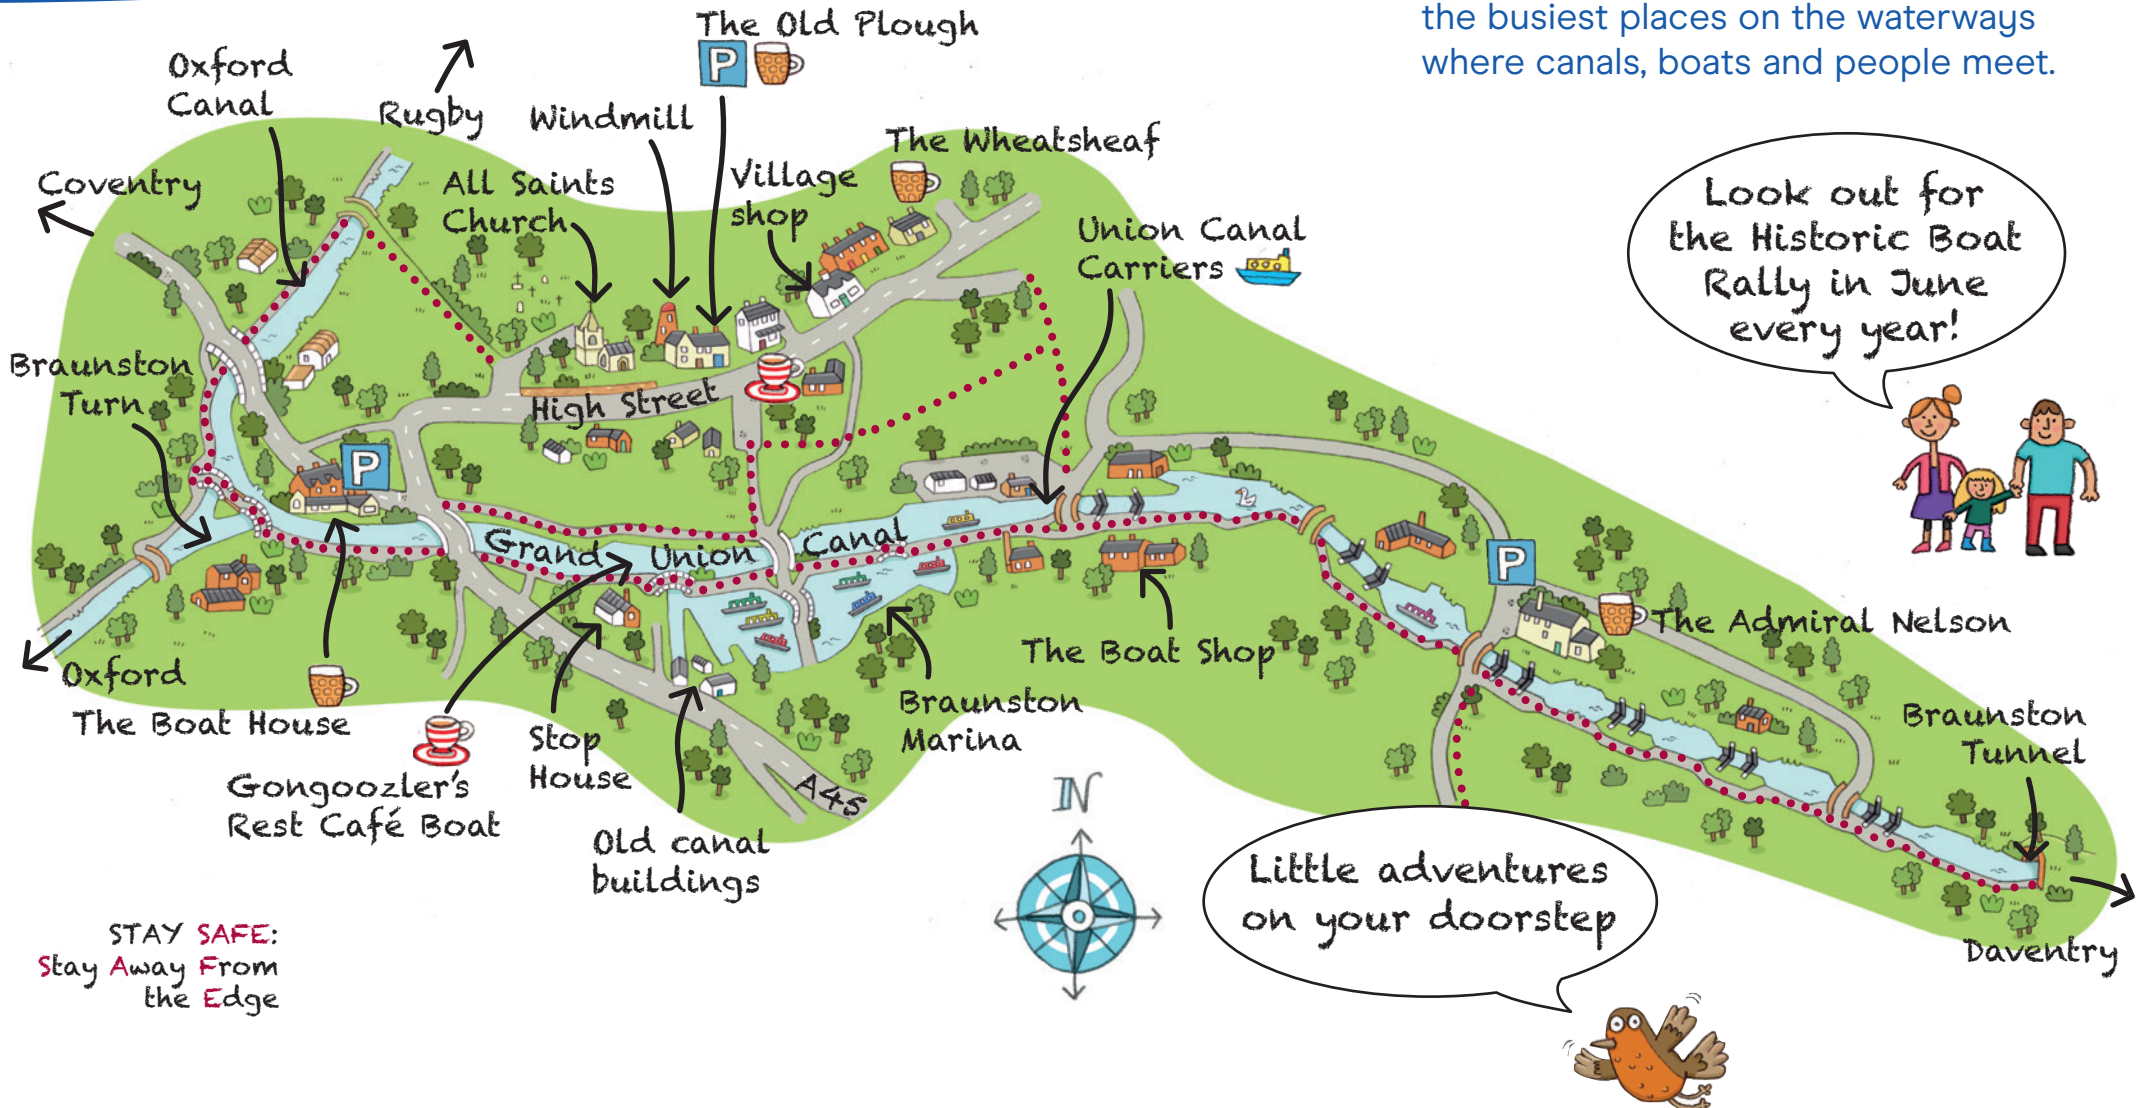 the busiest places on the waterways
where canals, boats and people meet.
The Old Plough
P
Oxford
Canal
Rugby
Windmill
The Wheatsheaf
Coventry
All Saints
Church
Village
shop
Union Canal
Carriers
Look out for
the Historic Boat
Rally in June
every year!
Braunston
Turn
High Street
P
Grand Union Canal
P
The Admiral Nelson
The Boat Shop
Oxford
The Boat House
Braunston
Marina
Stop
House
Braunston
Tunnel
Gongoozler's
Rest Café Boat
A45
N
Old canal
buildings
Little adventures
on your doorstep
STAY SAFE:
Stay Away From
the Edge
Daventry